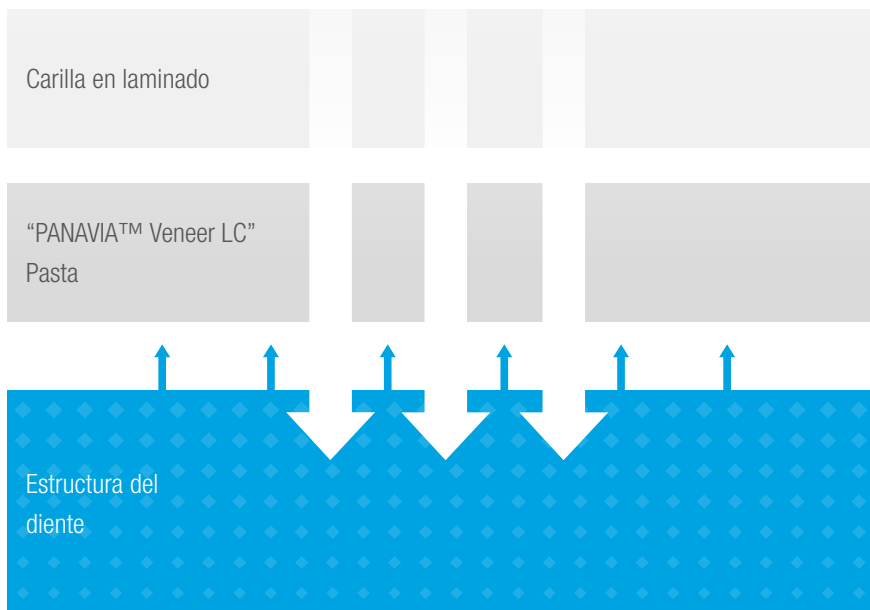 Carilla en laminado
“PANAVIA™ Veneer LC”
Pasta
Estructura del
diente